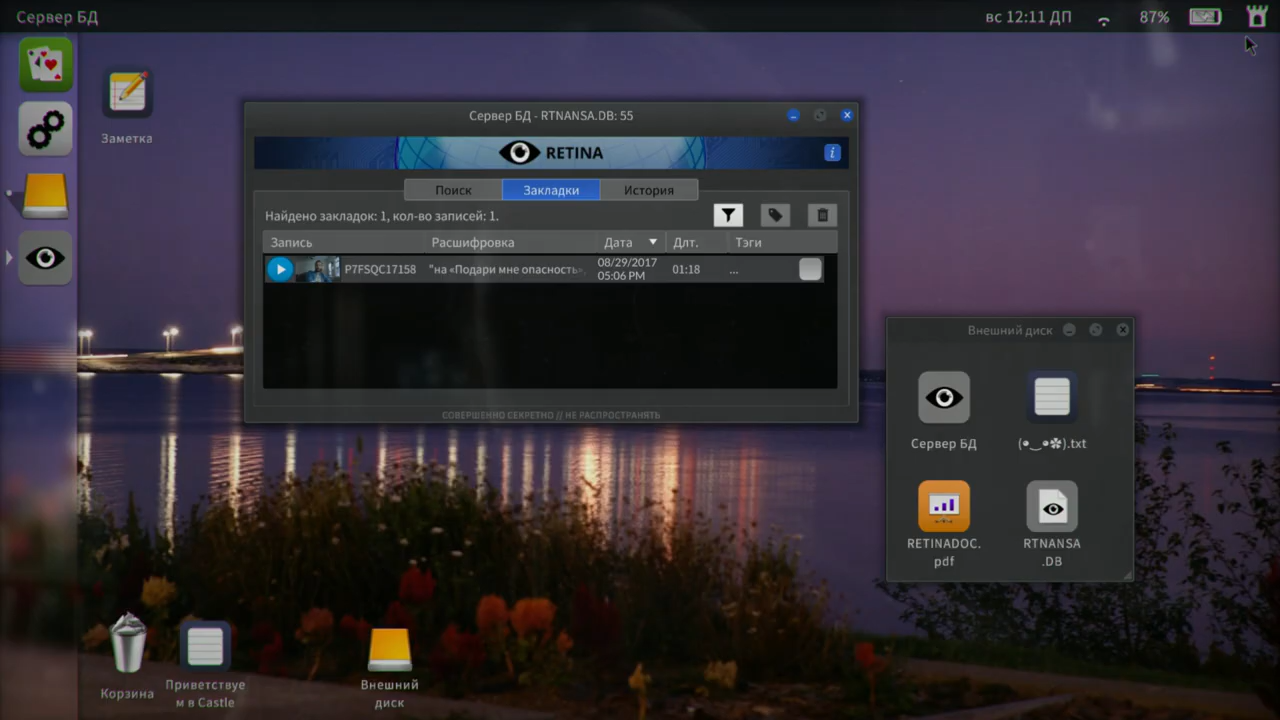 Сервер БД
вс 12:11 ДП
87%
Заметка
Сервер БД - RTNANSA.DB: 55
RETINA
i
Поиск
Закладки
История
Найдено закладок: 1, кол-во записей: 1.
Запись
Расшифровка
Дата
Длт.
Тэги
P7FSQC17158
"на «Подари мне опасность»,
08/29/2017
05:06 PM
01:18
...
СОВЕРШЕННО СЕКРЕТНО // НЕ РАСПРОСТРАНЯТЬ
Внешний диск
Сервер БД
(•‿•✿).txt
RETINADOC.
pdf
RTNANSA
.DB
Корзина
Приветствуе
м в Castle
Внешний
диск